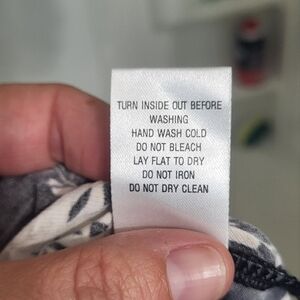 TURN INSIDE OUT BEFORE
WASHING
HAND WASH COLD
DO NOT BLEACH
LAY FLAT TO DRY
DO NOT IRON
DO NOT DRY CLEAN